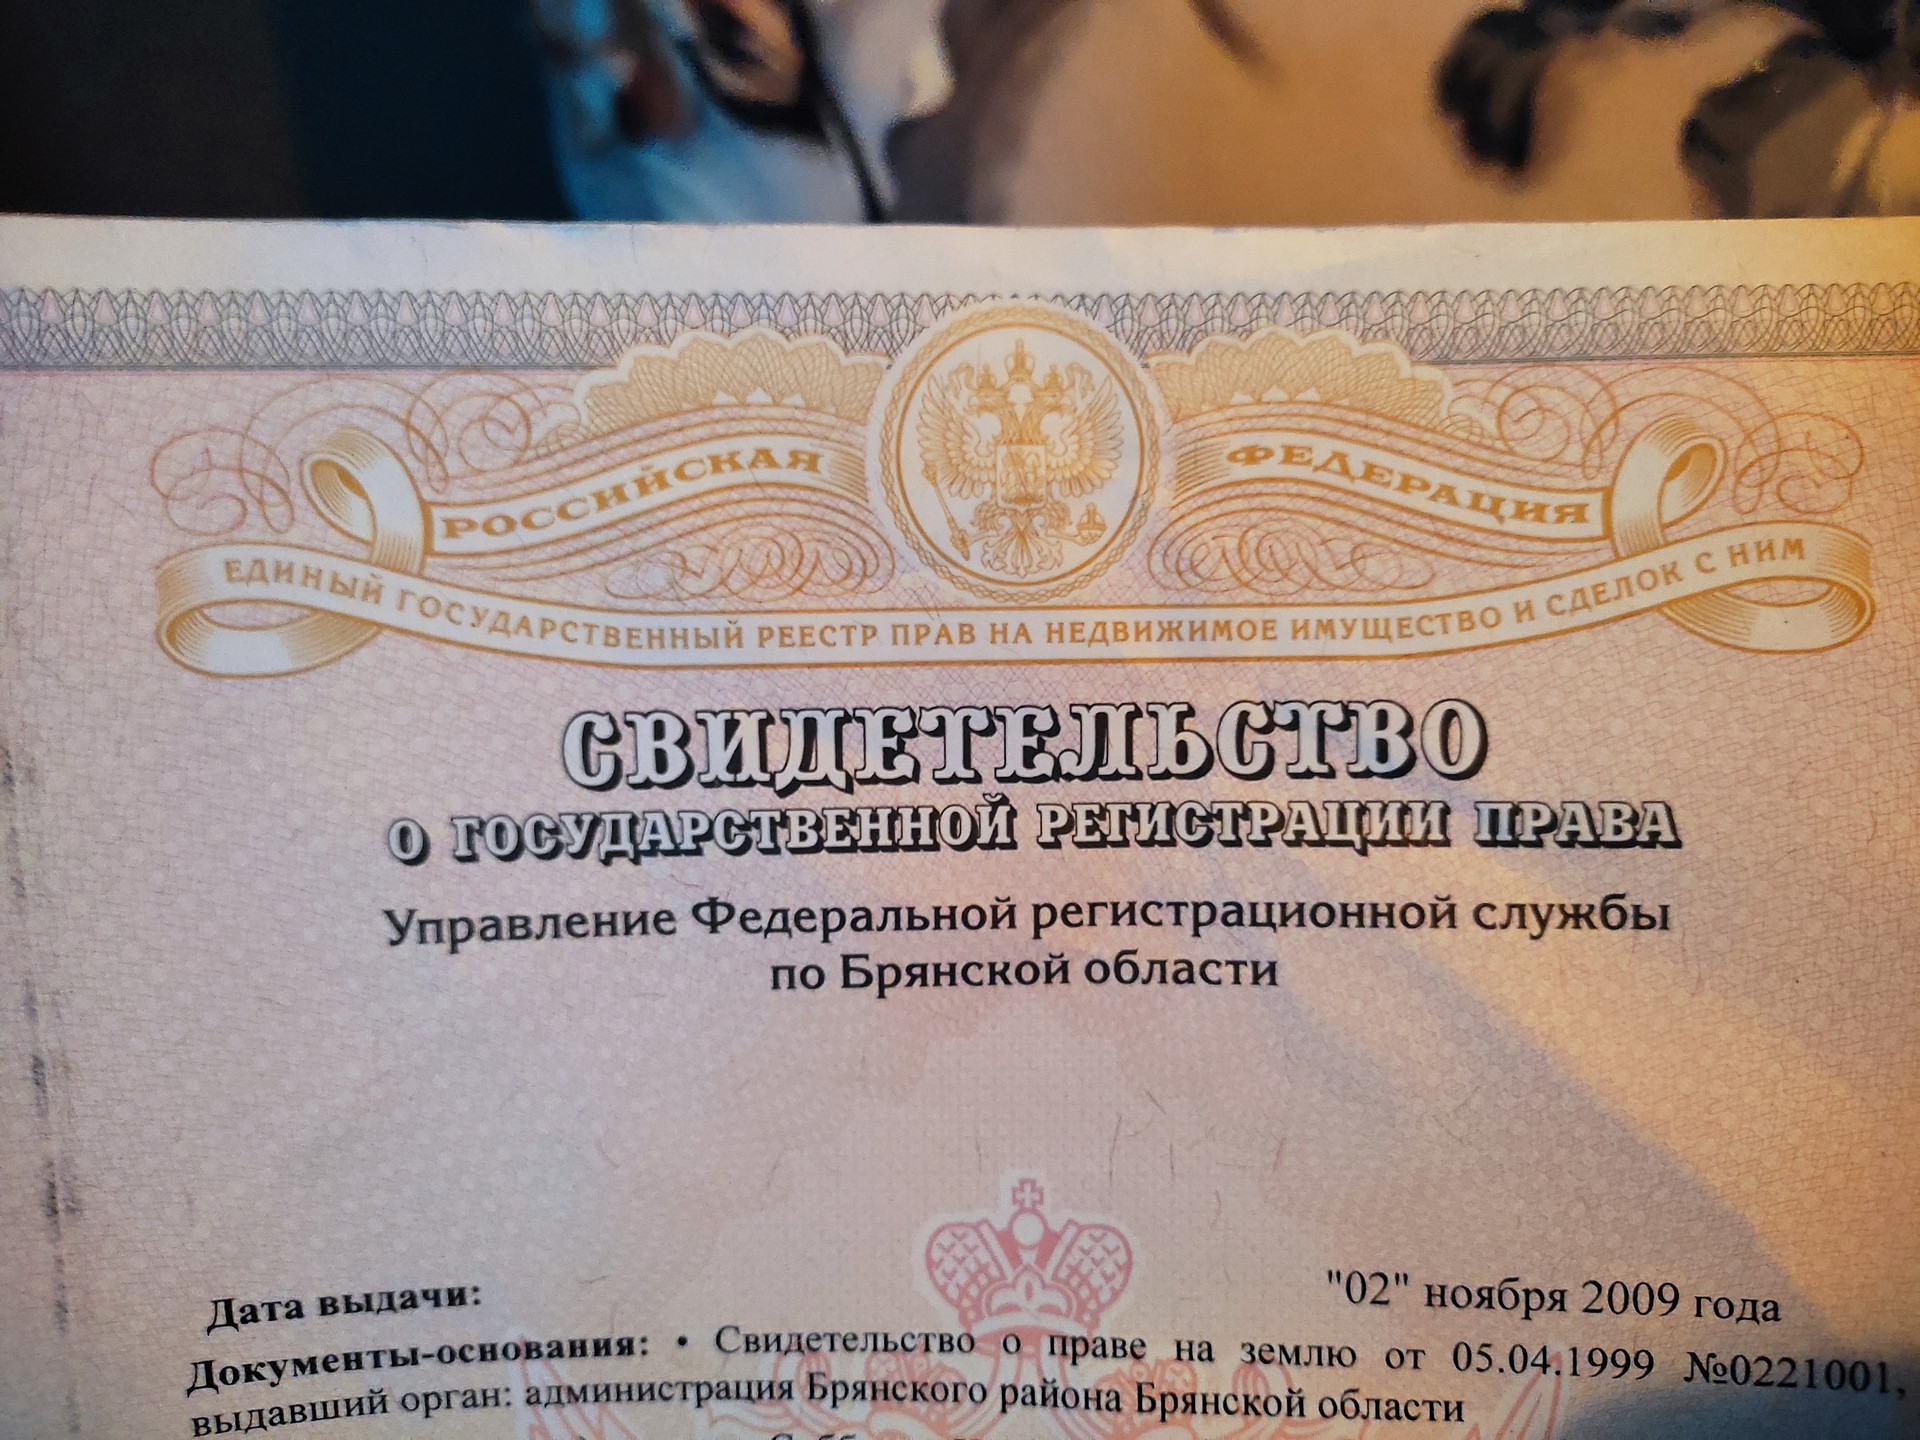 РОССИЙСКАЯ ФЕДЕРАЦИЯ
ЕДИНЫЙ ГОСУДАРСТВЕННЫЙ РЕЕСТР ПРАВ НА НЕДВИЖИМОЕ ИМУЩЕСТВО И СДЕЛОК С НИМ
СВИДЕТЕЛЬСТВО
О ГОСУДАРСТВЕННОЙ РЕГИСТРАЦИИ ПРАВА
Управление Федеральной регистрационной службы
по Брянской области
Дата выдачи: "02" ноября 2009 года
Документы-основания: • Свидетельство о праве на землю от 05.04.1999 №0221001,
выдавший орган: администрация Брянского района Брянской области